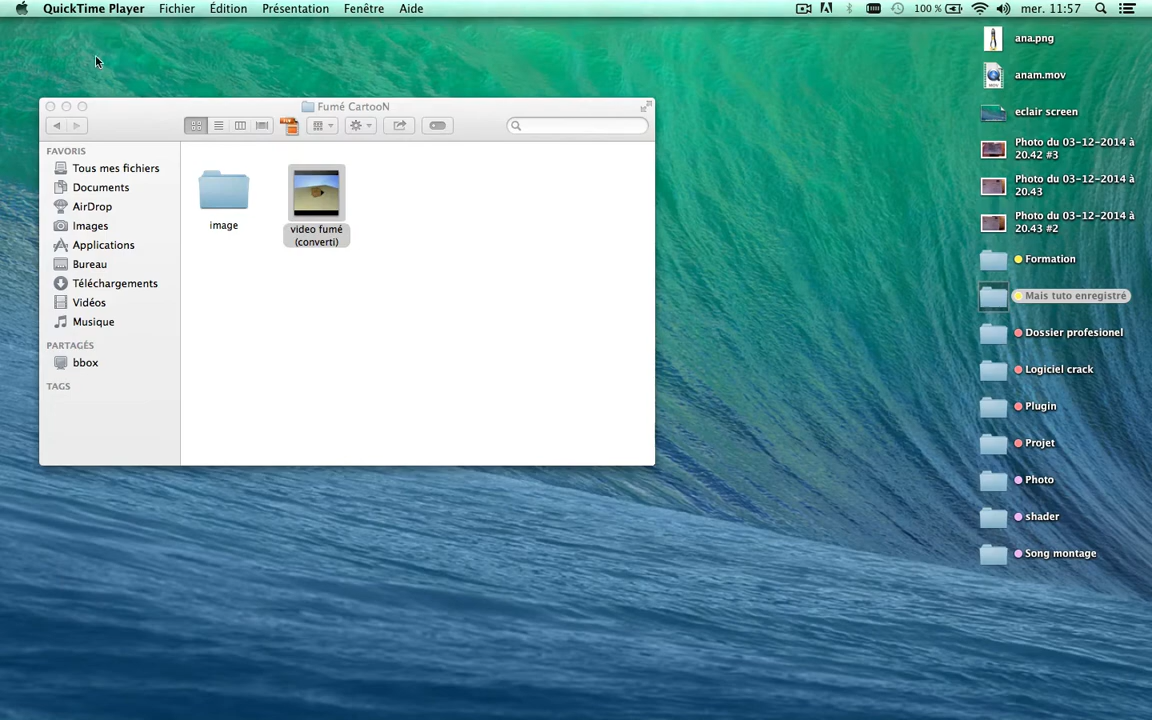 QuickTime Player Fichier Édition Présentation Fenêtre Aide 100 % mer. 11:57
ana.png
anam.mov
eclair screen
Photo du 03-12-2014 à
20.42 #3
Photo du 03-12-2014 à
20.43
Photo du 03-12-2014 à
20.43 #2
Formation
Mais tuto enregistré
Dossier profesionel
Logiciel crack
Plugin
Projet
Photo
shader
Song montage
Fumé CartooN
FAVORIS
Tous mes fichiers
Documents
AirDrop
Images
Applications
Bureau
Téléchargements
Vidéos
Musique
PARTAGÉS
bbox
TAGS
image
video fumé
(converti)